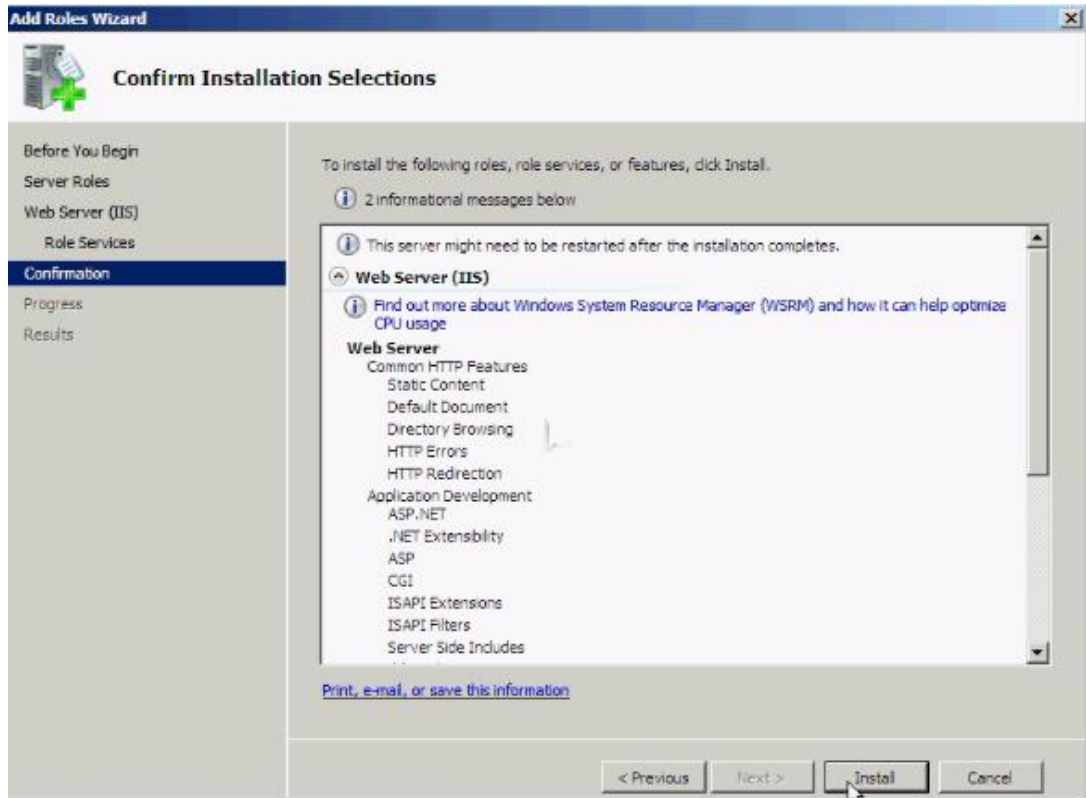 Add Roles Wizard
Confirm Installation Selections
Before You Begin
Server Roles
Web Server (IIS)
Role Services
Confirmation
Progress
Results
To install the following roles, role services, or features, click Install.
2 informational messages below
This server might need to be restarted after the installation completes.
Web Server (IIS)
Find out more about Windows System Resource Manager (WSRM) and how it can help optimize
CPU usage
Web Server
Common HTTP Features
Static Content
Default Document
Directory Browsing
HTTP Errors
HTTP Redirection
Application Development
ASP.NET
.NET Extensibility
ASP
CGI
ISAPI Extensions
ISAPI Filters
Server Side Includes
Print, e-mail, or save this information
< Previous
Next >
Install
Cancel